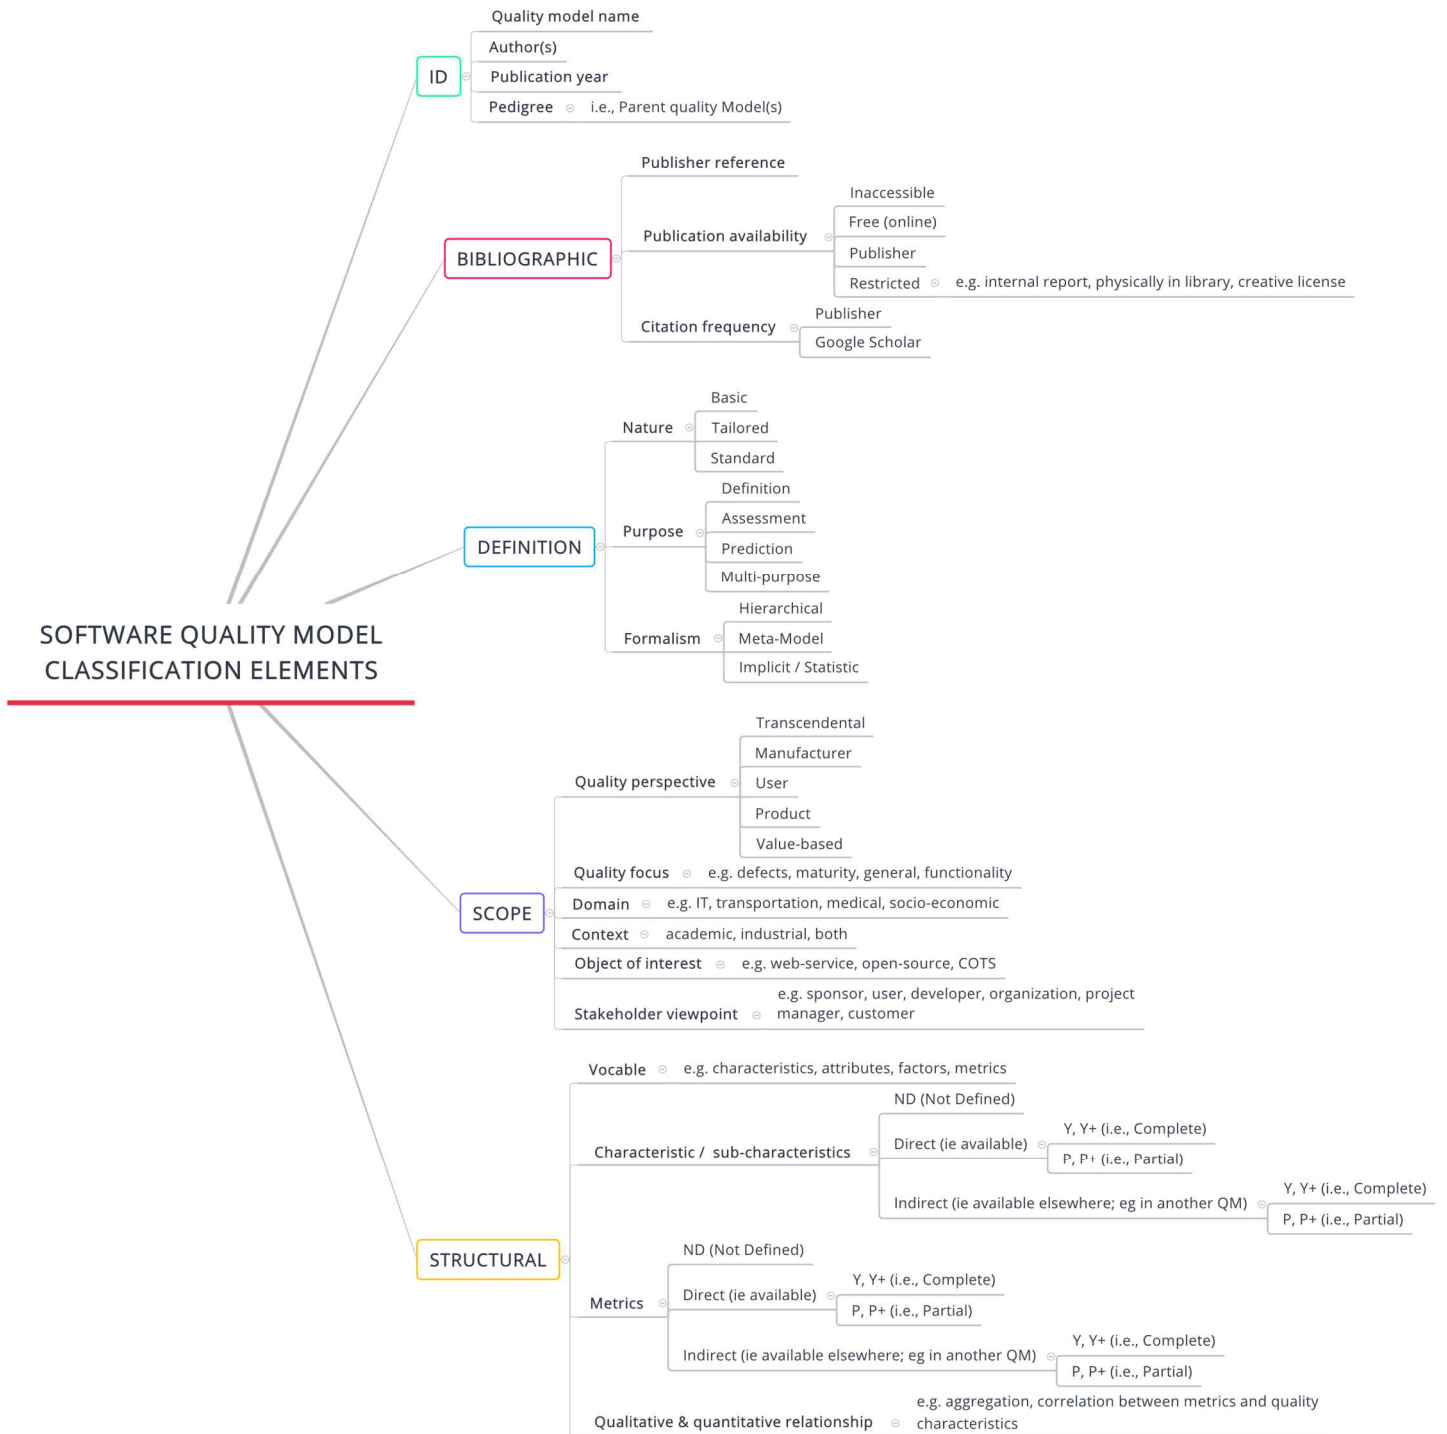 SOFTWARE QUALITY MODEL
CLASSIFICATION ELEMENTS
ID
Quality model name
Author(s)
Publication year
Pedigree
i.e., Parent quality Model(s)
BIBLIOGRAPHIC
Publisher reference
Publication availability
Inaccessible
Free (online)
Publisher
Restricted
e.g. internal report, physically in library, creative license
Citation frequency
Publisher
Google Scholar
DEFINITION
Nature
Basic
Tailored
Standard
Purpose
Definition
Assessment
Prediction
Multi-purpose
Formalism
Hierarchical
Meta-Model
Implicit / Statistic
SCOPE
Quality perspective
Transcendental
Manufacturer
User
Product
Value-based
Quality focus
e.g. defects, maturity, general, functionality
Domain
e.g. IT, transportation, medical, socio-economic
Context
academic, industrial, both
Object of interest
e.g. web-service, open-source, COTS
Stakeholder viewpoint
e.g. sponsor, user, developer, organization, project
manager, customer
STRUCTURAL
Vocable
e.g. characteristics, attributes, factors, metrics
Characteristic / sub-characteristics
ND (Not Defined)
Direct (ie available)
Y, Y+ (i.e., Complete)
P, P+ (i.e., Partial)
Indirect (ie available elsewhere; eg in another QM)
Y, Y+ (i.e., Complete)
P, P+ (i.e., Partial)
Metrics
ND (Not Defined)
Direct (ie available)
Y, Y+ (i.e., Complete)
P, P+ (i.e., Partial)
Indirect (ie available elsewhere; eg in another QM)
Y, Y+ (i.e., Complete)
P, P+ (i.e., Partial)
Qualitative & quantitative relationship
e.g. aggregation, correlation between metrics and quality
characteristics